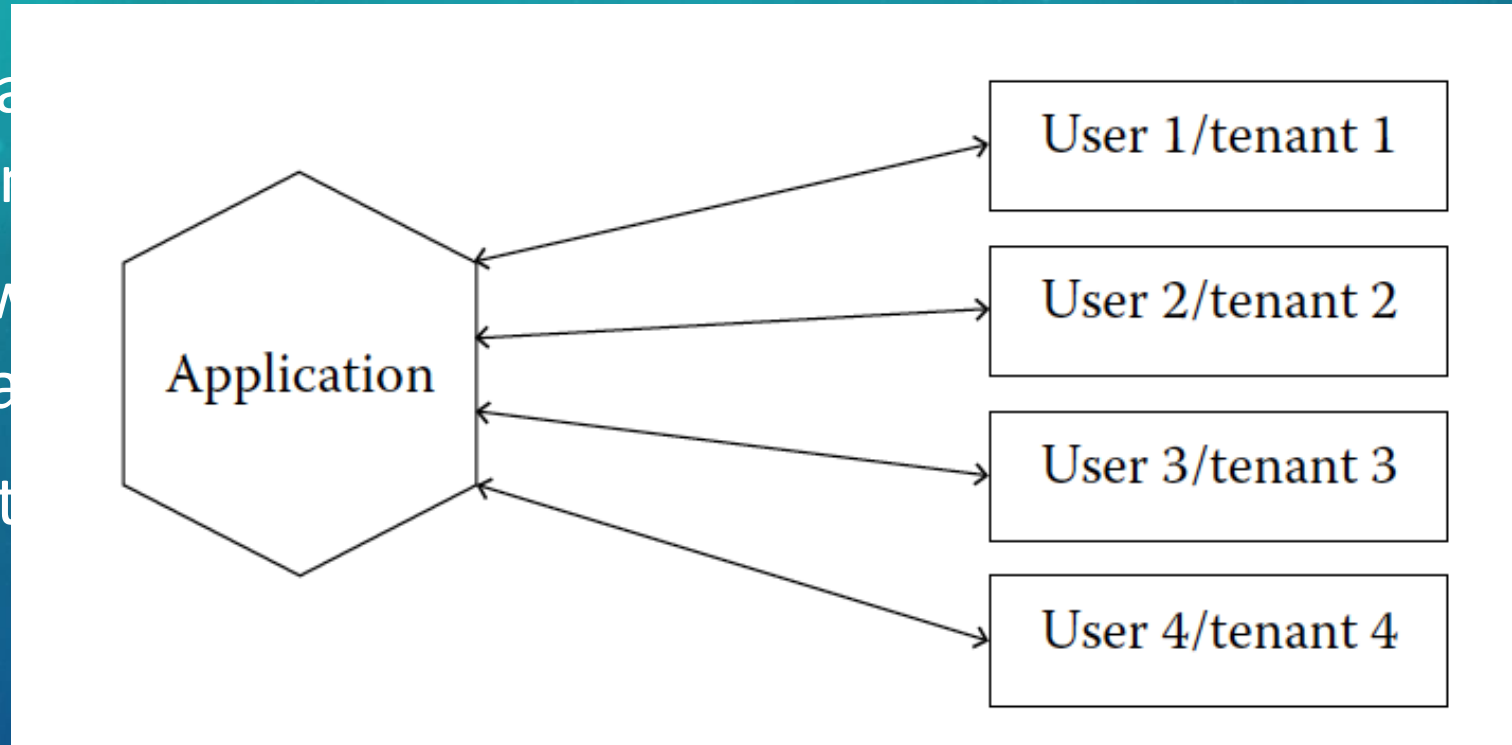 User 1/tenant 1
User 2/tenant 2
Application
User 3/tenant 3
User 4/tenant 4